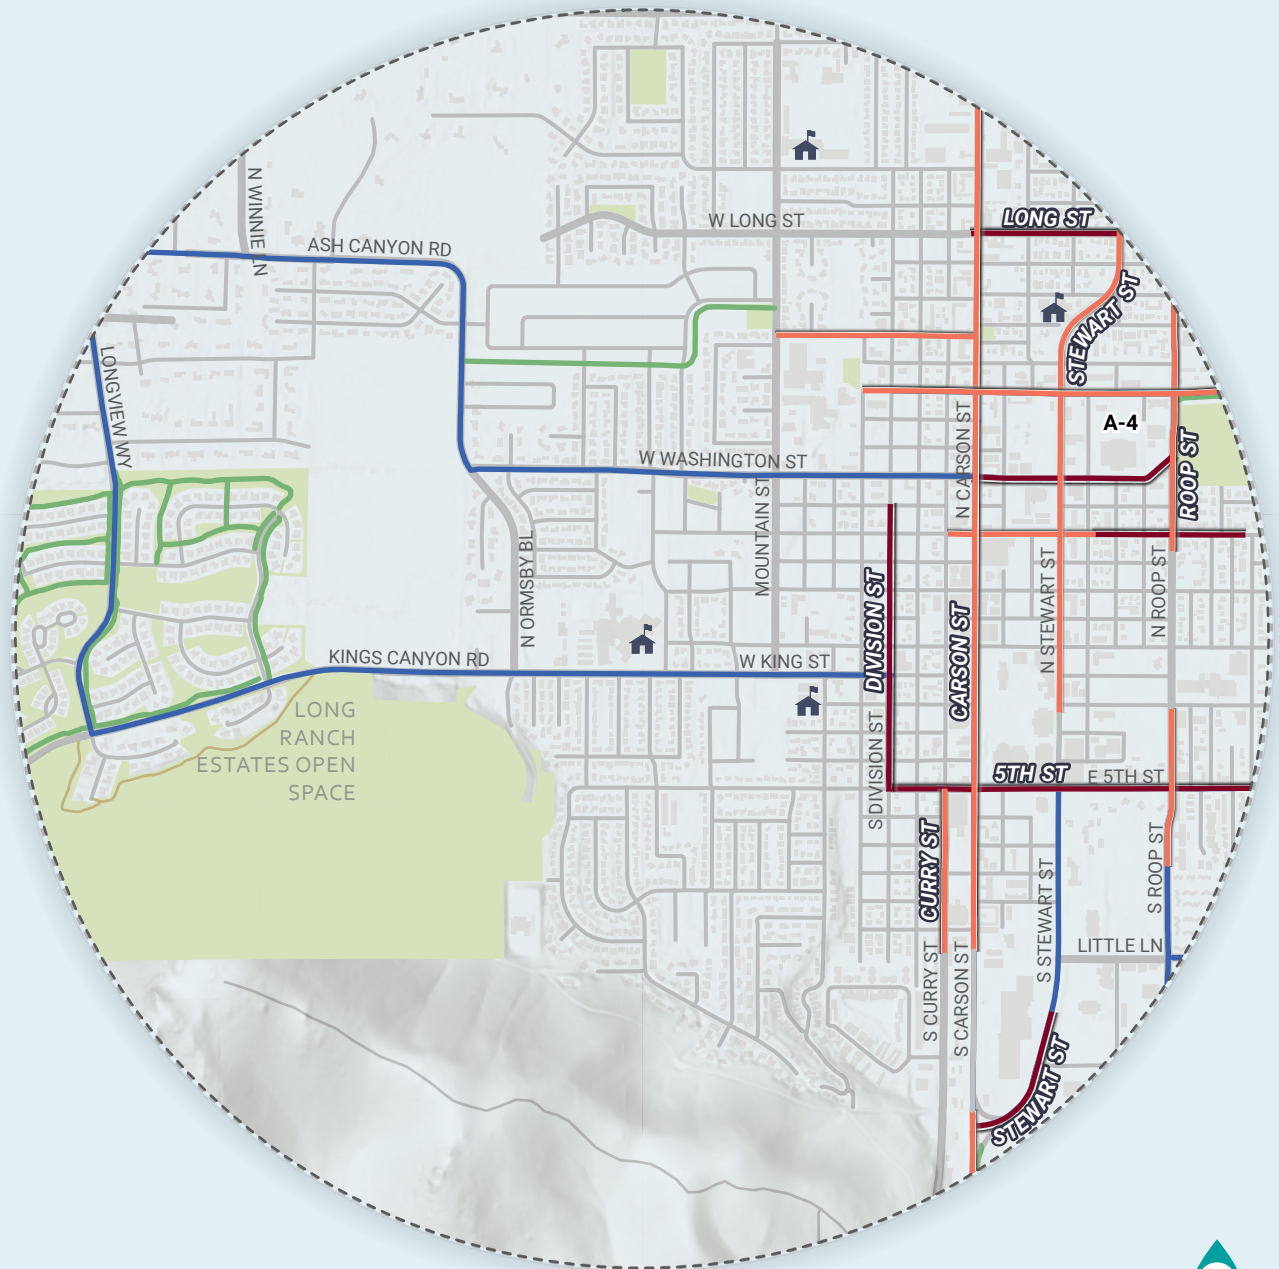 LONG ST
W LONG ST
N WINNIE LN
ASH CANYON RD
STEWART ST
LONGVIEW WY
A-4
N CARSON ST
ROOP ST
W WASHINGTON ST
MOUNTAIN ST
N ORMSBY BL
DIVISION ST
N STEWART ST
N ROOP ST
CARSON ST
KINGS CANYON RD
W KING ST
LONG
RANCH
ESTATES OPEN
SPACE
S DIVISION ST
5TH ST
E 5TH ST
CURRY ST
S ROOP ST
S STEWART ST
LITTLE LN
S CURRY ST
S CARSON ST
STEWART ST